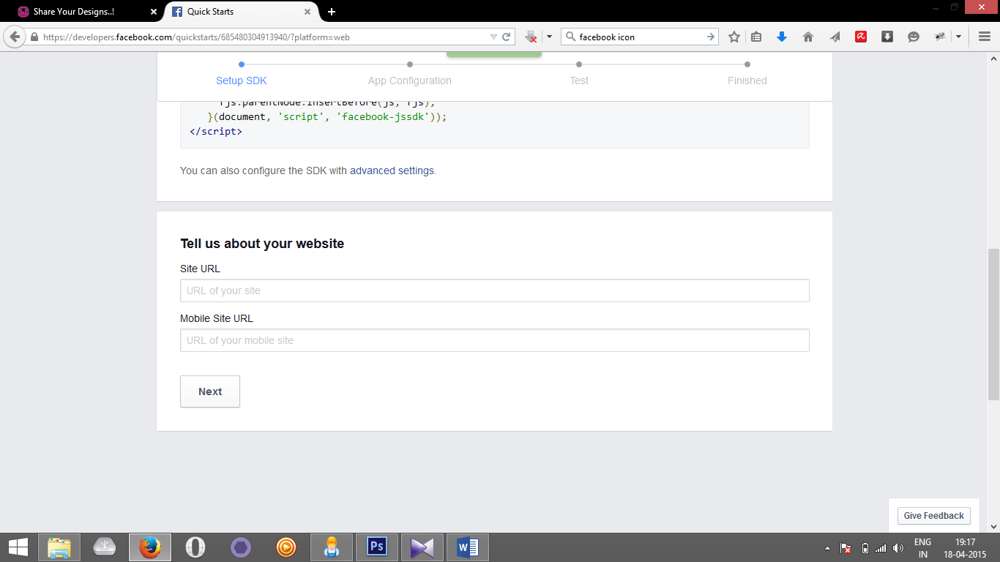 Share Your Designs..!
Quick Starts
https://developers.facebook.com/quickstarts/685480304913940/?platform=web
facebook icon
Setup SDK
App Configuration
Test
Finished
fjs.parentNode.insertBefore(js, fjs);
}(document, 'script', 'facebook-jssdk'));
</script>
You can also configure the SDK with advanced settings.
Tell us about your website
Site URL
URL of your site
Mobile Site URL
URL of your mobile site
Next
Give Feedback
Ps
W
ENG
IN
19:17
18-04-2015